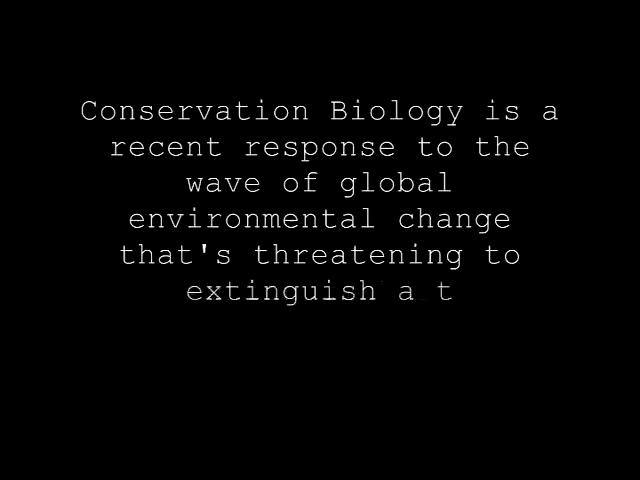 Conservation Biology is a
recent response to the
wave of global
environmental change
that's threatening to
extinguish a t